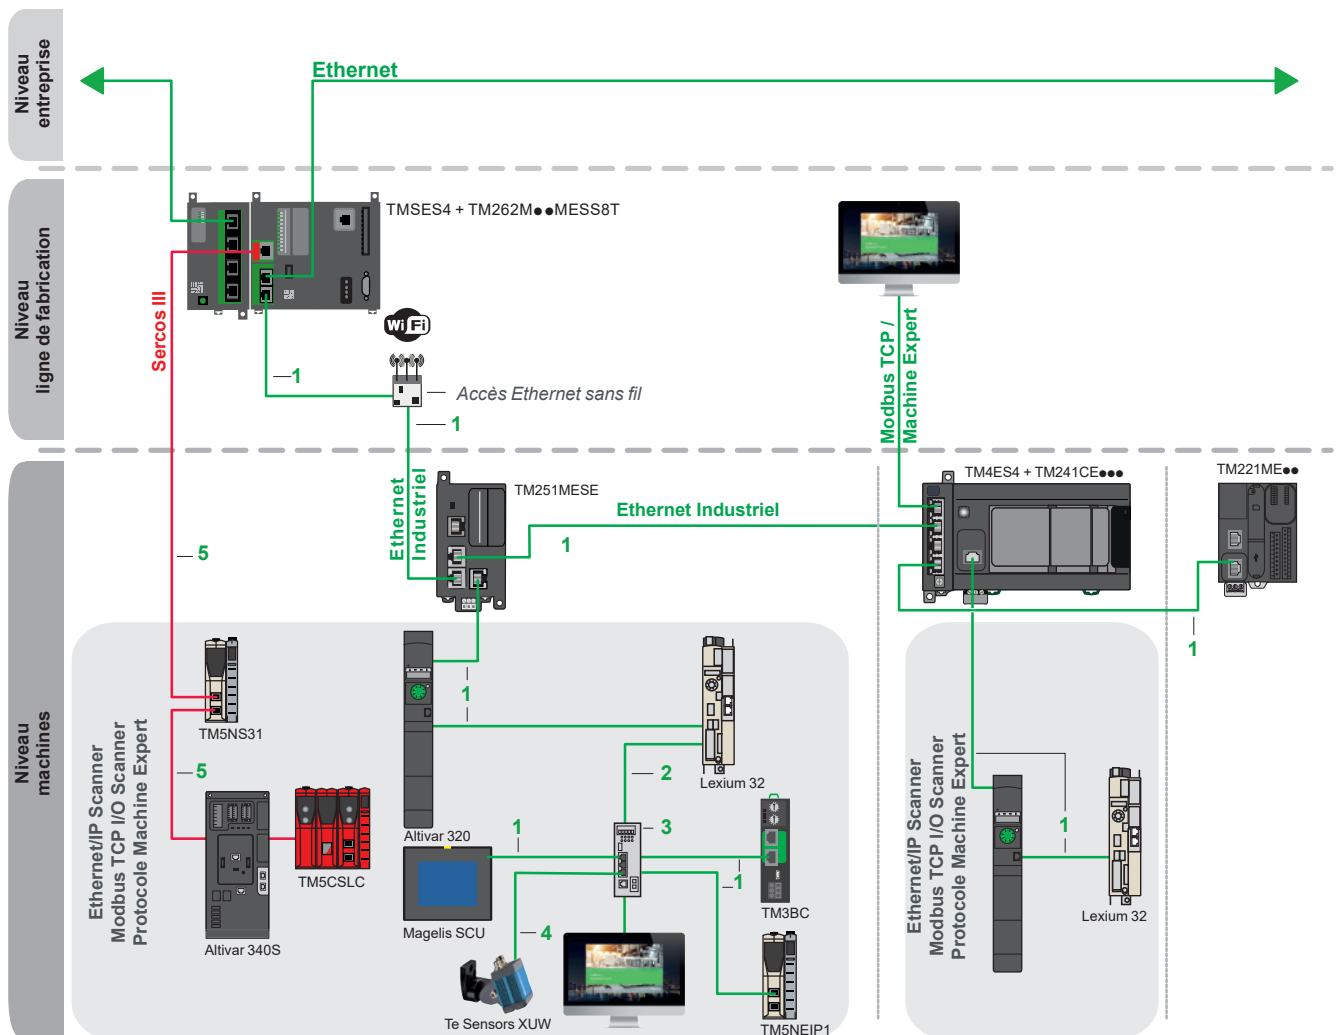 Niveau
entreprise
Ethernet
Niveau
ligne de fabrication
TMSES4 + TM262M●●MESS8T
Sercos III
Wi Fi
1
Accès Ethernet sans fil
1
Modbus TCP /
Machine Expert
Niveau
machines
Ethernet
Industriel
TM251MESE
Ethernet Industriel
1
TM4ES4 + TM241CE●●●
TM221ME●●
5
1
TM5NS31
5
Ethernet/IP Scanner
Modbus TCP I/O Scanner
Protocole Machine Expert
Altivar 340S
TM5CSLC
1
Altivar 320
Lexium 32
2
3
1
1
Magelis SCU
TM3BC
4
Te Sensors XUW
TM5NEIP1
Ethernet/IP Scanner
Modbus TCP I/O Scanner
Protocole Machine Expert
1
Lexium 32